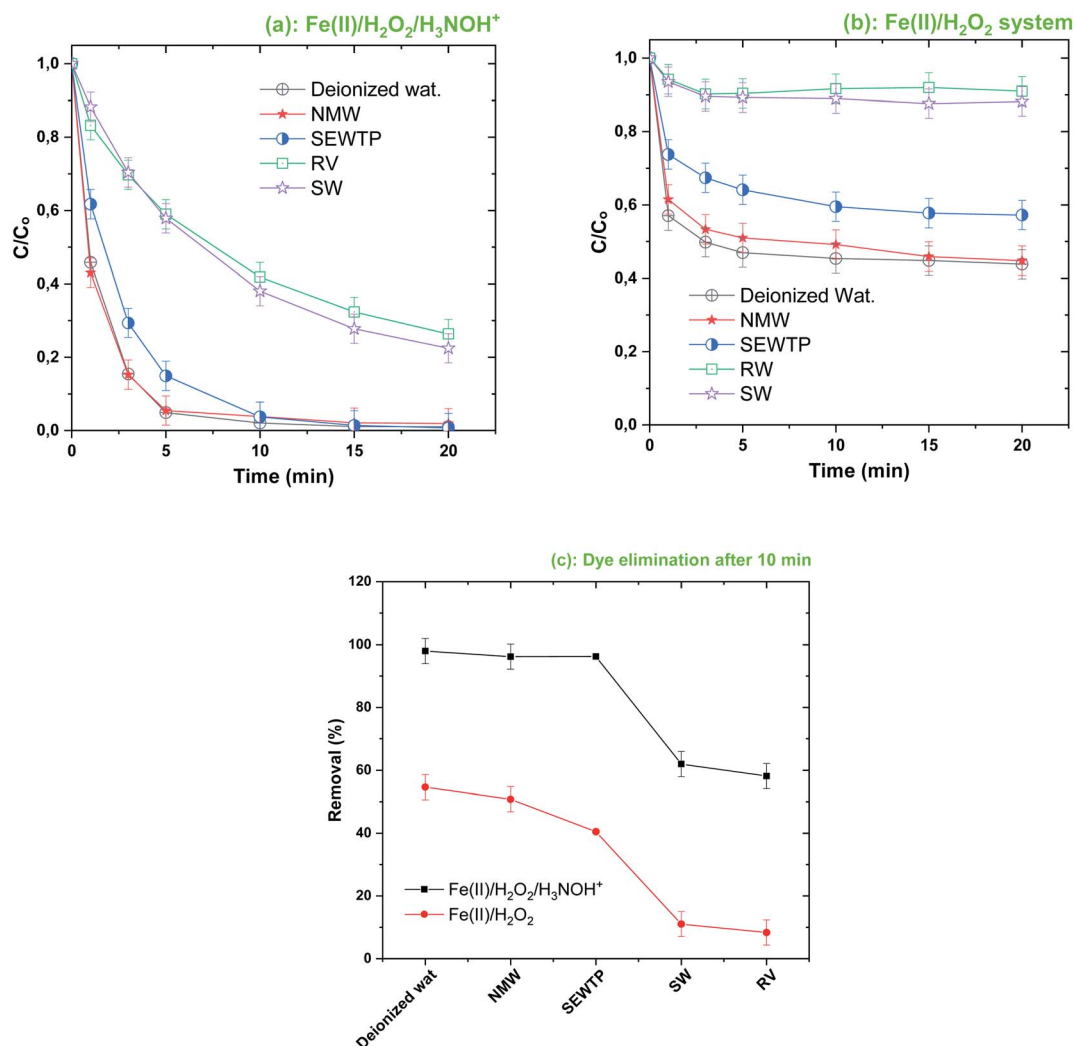 (a): Fe(II)/H₂O₂/H₃NOH⁺
1,0
0,8
0,6
0,4
0,2
0,0
C/Cₒ
Deionized wat.
NMW
SEWTP
RV
SW
0 5 10 15 20
Time (min)
(b): Fe(II)/H₂O₂ system
1,0
0,8
0,6
0,4
0,2
0,0
C/Cₒ
Deionized Wat.
NMW
SEWTP
RW
SW
0 5 10 15 20
Time (min)
(c): Dye elimination after 10 min
120
100
80
60
40
20
0
Removal (%)
Fe(II)/H₂O₂/H₃NOH⁺
Fe(II)/H₂O₂
Deionized wat NMW SEWTP SW RV